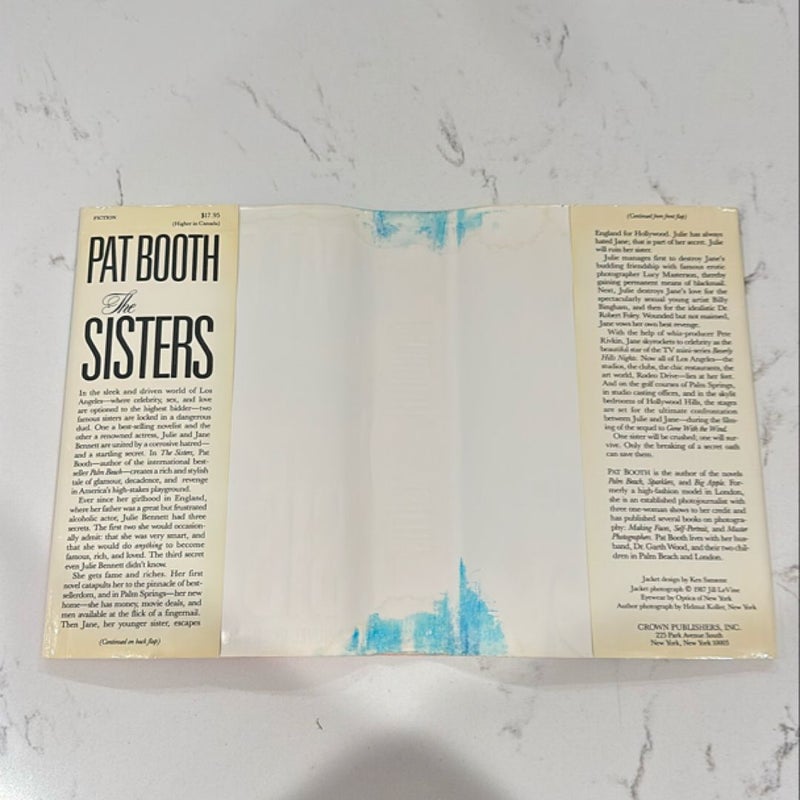 FICTION
$17.95
(Higher in Canada)
PAT BOOTH
The
SISTERS
In the sleek and driven world of Los
Angeles—where celebrity, sex, and love
are optioned to the highest bidder—two
famous sisters are locked in a dangerous
duel. One a best-selling novelist and the
other a renowned actress, Julie and Jane
Bennett are united by a corrosive hatred—
and a startling secret. In The Sisters, Pat
Booth—author of the international best-
seller Palm Beach—creates a rich and stylish
tale of glamour, decadence, and revenge
in America's high-stakes playground.
Ever since her girlhood in England,
where her father was a great but frustrated
alcoholic actor, Julie Bennett had three
secrets. The first two she would occasion-
ally admit: that she was very smart, and
that she would do anything to become
famous, rich, and loved. The third secret
even Julie Bennett didn't know.
She gets fame and riches. Her first
novel catapults her to the pinnacle of best-
sellerdom, and in Palm Springs—her new
home—she has money, movie deals, and
men available at the flick of a fingernail.
Then Jane, her younger sister, escapes
(Continued on back flap)
(Continued from front flap)
England for Hollywood. Julie has always
hated Jane; that is part of her secret. Julie
will ruin her sister.
Julie manages first to destroy Jane's
budding friendship with famous erotic
photographer Lucy Masterson, thereby
gaining permanent means of blackmail.
Next, Julie destroys Jane's love for the
spectacularly sensual young artist Billy
Bingham, and then for the idealistic Dr.
Robert Foley. Wounded but not maimed,
Jane vows her own best revenge.
With the help of whiz-producer Pete
Rivkin, Jane skyrockets to celebrity as the
beautiful star of the TV mini-series Beverly
Hills Nights. Now all of Los Angeles—the
studios, the clubs, the chic restaurants, the
art world, Rodeo Drive—lies at her feet.
And on the golf courses of Palm Springs,
in studio casting offices, and in the skylit
bedrooms of Hollywood Hills, the stages
are set for the ultimate confrontation
between Julie and Jane—during the film-
ing of the sequel to Gone With the Wind.
One sister will be crushed; one will sur-
vive. Only the breaking of a secret oath
can save them.
PAT BOOTH is the author of the novels
Palm Beach, Sparklers, and Big Apple. For-
merly a high-fashion model in London,
she is an established photojournalist with
three one-woman shows to her credit and
has published several books on photogra-
phy: Making Faces, Self-Portrait, and Master
Photographers. Pat Booth lives with her hus-
band, Dr. Garth Wood, and their two chil-
dren in Palm Beach and London.
Jacket design by Ken Sansone
Jacket photograph © 1987 Jill LeVine
Eyewear by Optica of New York
Author photograph by Helmut Koller, New York
CROWN PUBLISHERS, INC.
225 Park Avenue South
New York, New York 10003